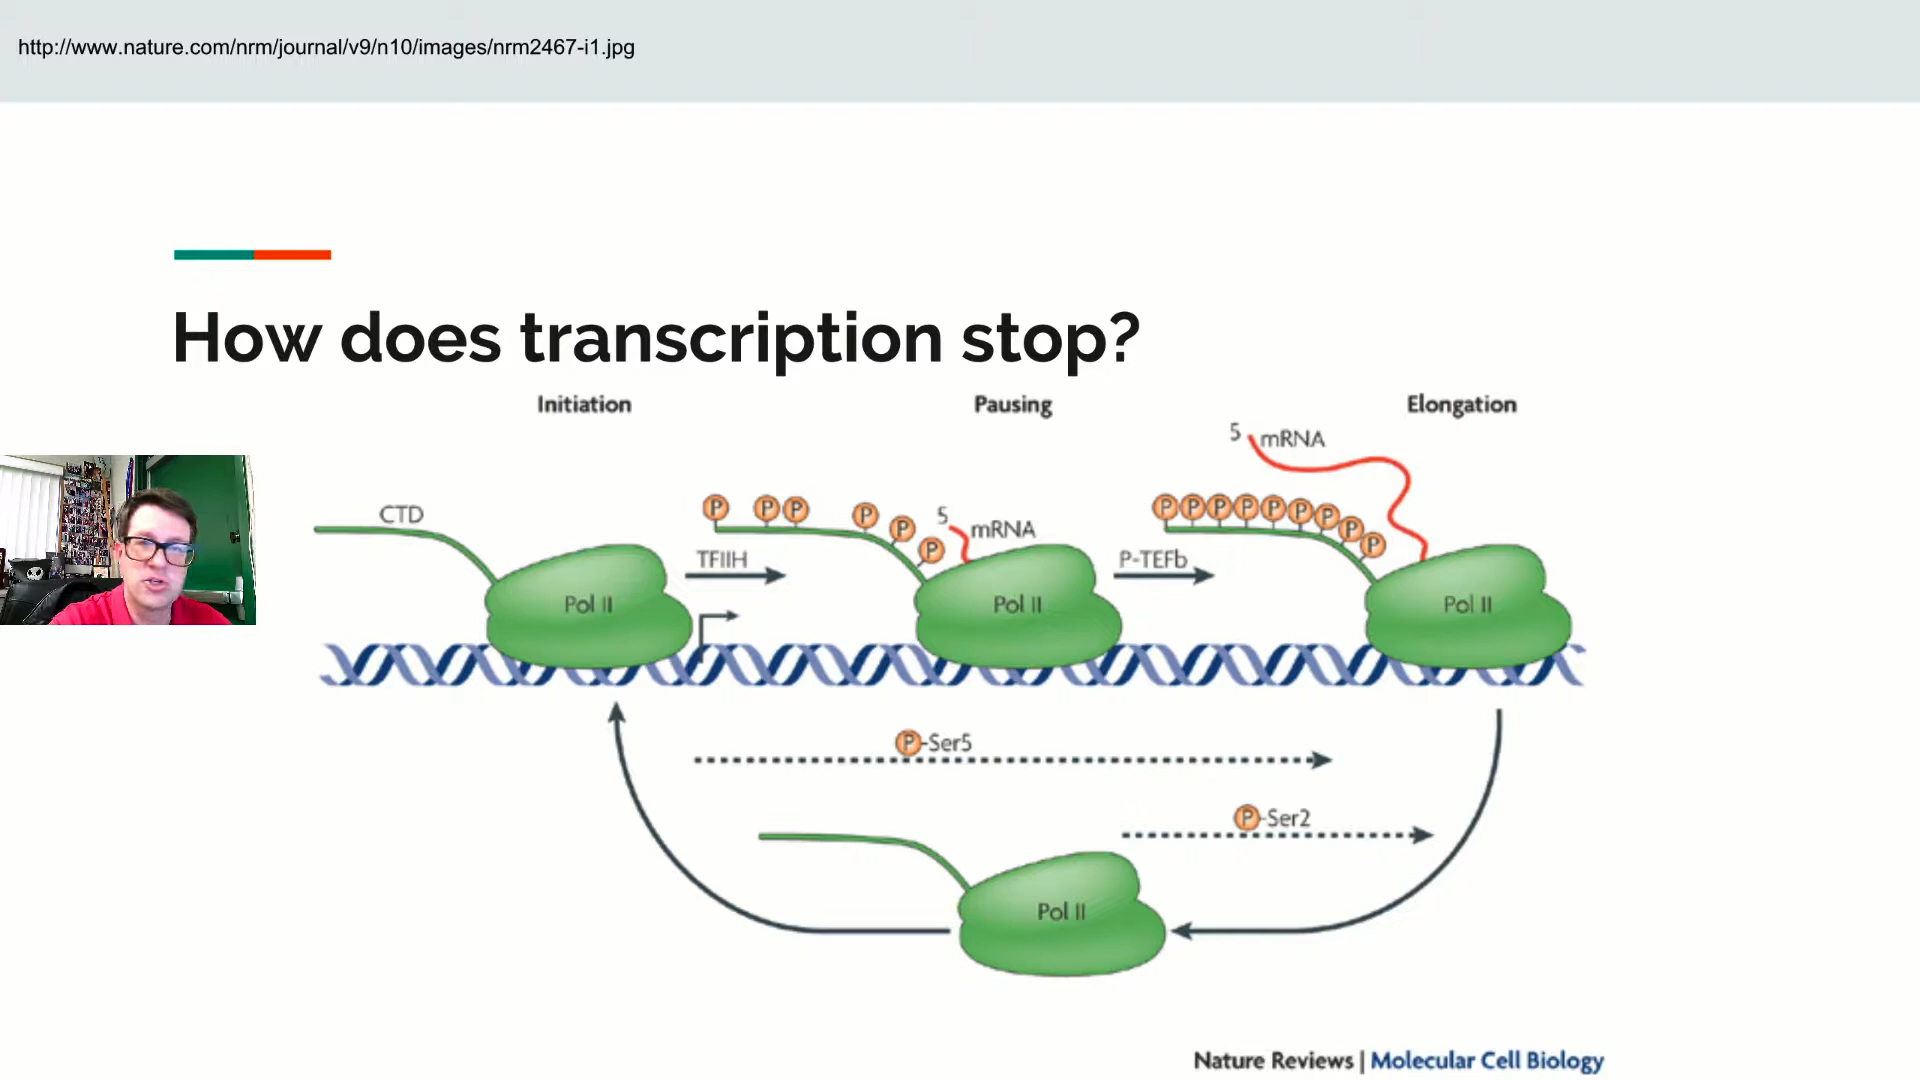 http://www.nature.com/nrm/journal/v9/n10/images/nrm2467-i1.jpg
How does transcription stop?
Initiation
Pausing
Elongation
5 mRNA
CTD
P P P P P P
5 mRNA
P P P P P P P P P
TFIIH
P-TEFb
Pol II
Pol II
Pol II
P-Ser5
P-Ser2
Pol II
Nature Reviews | Molecular Cell Biology